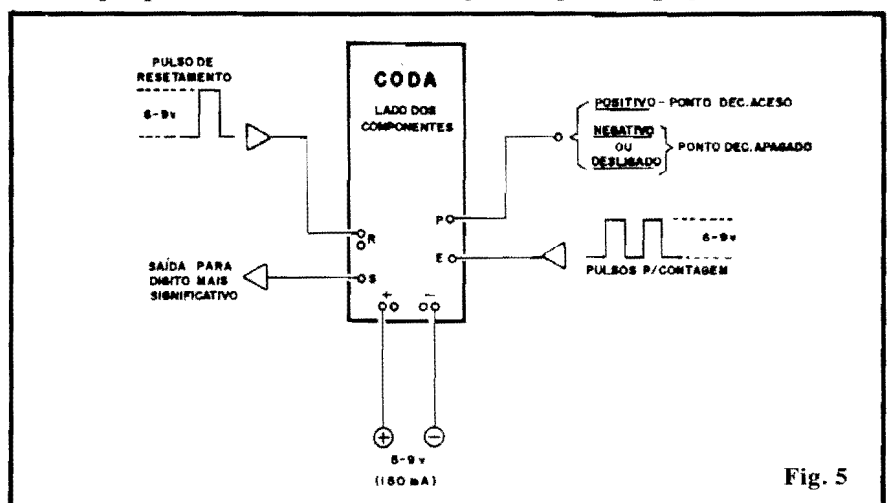 PULSO DE
RESETAMENTO
6-9v
CODA
LADO DOS
COMPONENTES
POSITIVO - PONTO DEC. ACESO
NEGATIVO
OU
DESLIGADO
PONTO DEC. APAGADO
P
R
E
6-9v
PULSOS P/CONTAGEM
SAÍDA PARA
DIGITO MAIS
SIGNIFICATIVO
S
+ -
+ -
6-9v
(150 mA)
Fig. 5